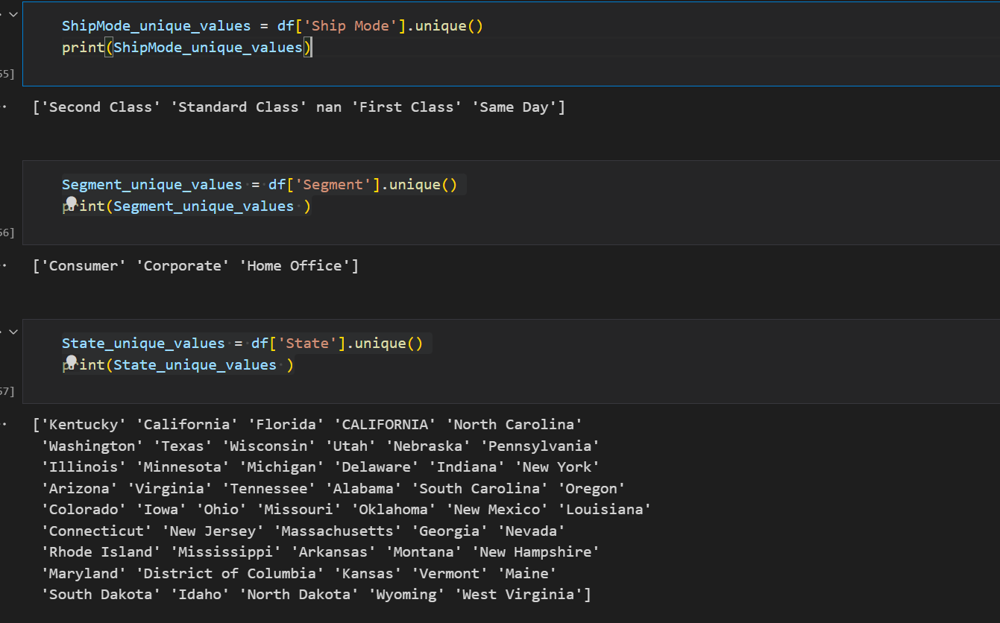 ShipMode_unique_values = df['Ship Mode'].unique()
print(ShipMode_unique_values)
55]
['Second Class' 'Standard Class' nan 'First Class' 'Same Day']
Segment_unique_values = df['Segment'].unique()
print(Segment_unique_values )
56]
['Consumer' 'Corporate' 'Home Office']
State_unique_values = df['State'].unique()
print(State_unique_values )
57]
['Kentucky' 'California' 'Florida' 'CALIFORNIA' 'North Carolina'
'Washington' 'Texas' 'Wisconsin' 'Utah' 'Nebraska' 'Pennsylvania'
'Illinois' 'Minnesota' 'Michigan' 'Delaware' 'Indiana' 'New York'
'Arizona' 'Virginia' 'Tennessee' 'Alabama' 'South Carolina' 'Oregon'
'Colorado' 'Iowa' 'Ohio' 'Missouri' 'Oklahoma' 'New Mexico' 'Louisiana'
'Connecticut' 'New Jersey' 'Massachusetts' 'Georgia' 'Nevada'
'Rhode Island' 'Mississippi' 'Arkansas' 'Montana' 'New Hampshire'
'Maryland' 'District of Columbia' 'Kansas' 'Vermont' 'Maine'
'South Dakota' 'Idaho' 'North Dakota' 'Wyoming' 'West Virginia']